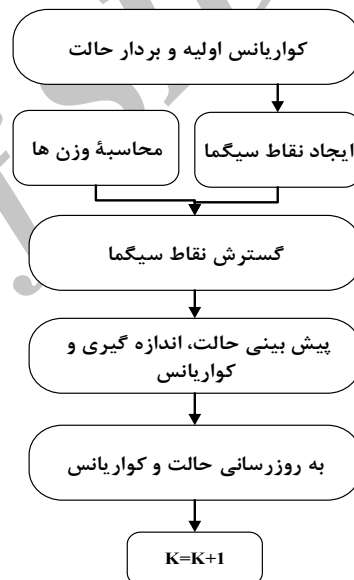 کواریانس اولیه و بردار حالت
محاسبۀ وزن ها
ایجاد نقاط سیگما
گسترش نقاط سیگما
پیش بینی حالت، اندازه گیری و
کواریانس
به روزرسانی حالت و کواریانس
K=K+1